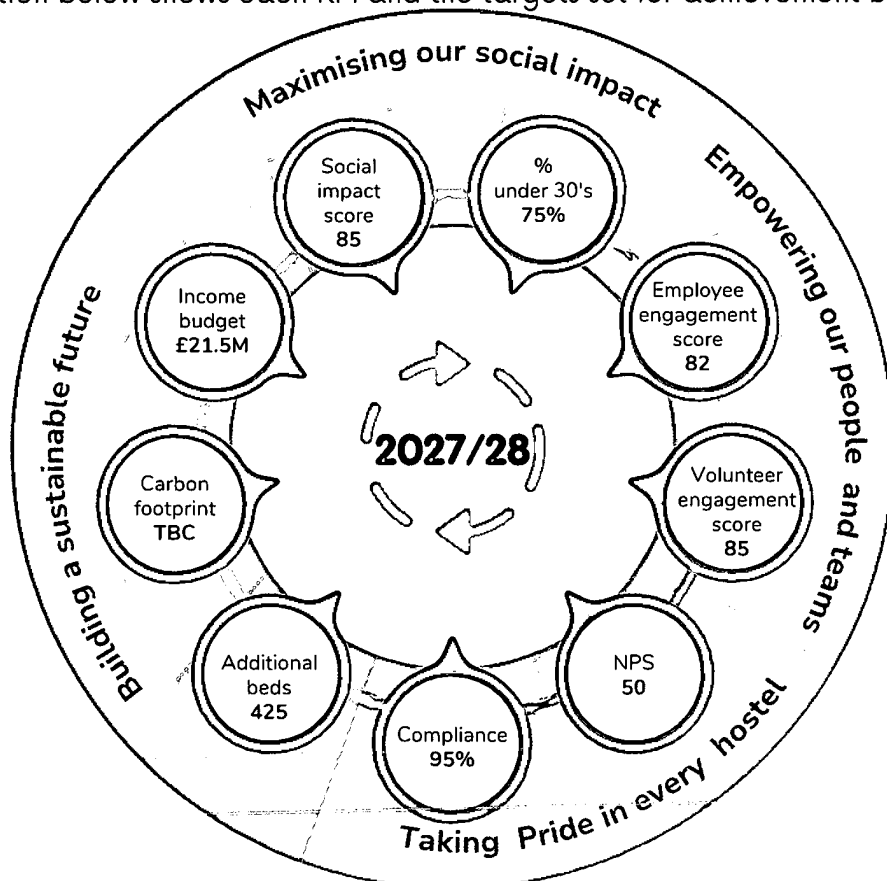 Maximising our social impact
Empowering our people and teams
Taking Pride in every hostel
Building a sustainable future
Social
impact
score
85
%
under 30's
75%
Employee
engagement
score
82
Volunteer
engagement
score
85
NPS
50
Compliance
95%
Additional
beds
425
Carbon
footprint
TBC
Income
budget
£21.5M
2027/28